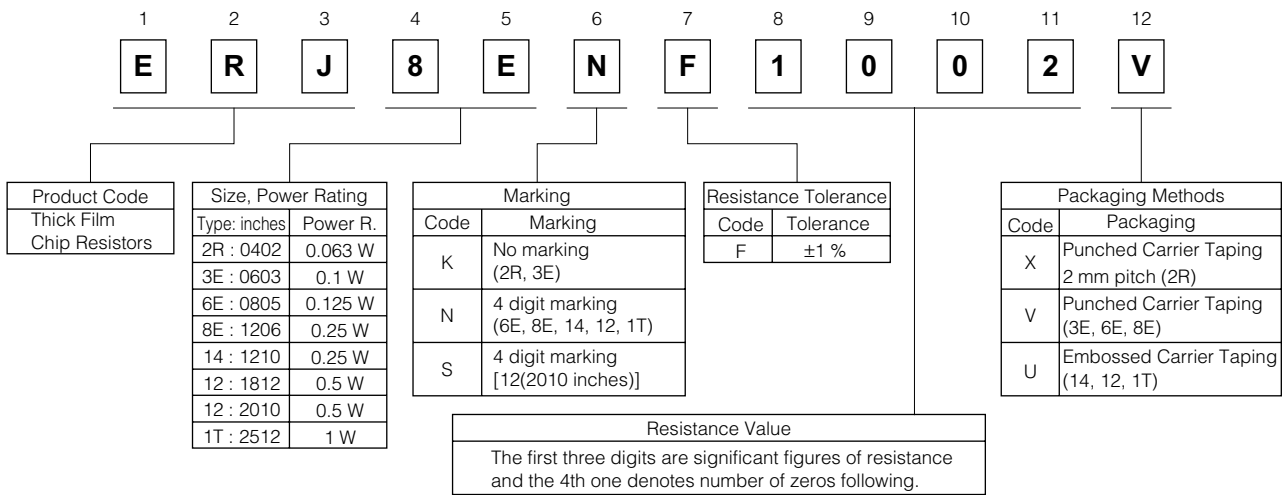 1 2 3 4 5 6 7 8 9 10 11 12
E R J 8 E N F 1 0 0 2 V
Product Code
Thick Film
Chip Resistors
Size, Power Rating
Type: inches Power R.
2R : 0402 0.063 W
3E : 0603 0.1 W
6E : 0805 0.125 W
8E : 1206 0.25 W
14 : 1210 0.25 W
12 : 1812 0.5 W
12 : 2010 0.5 W
1T : 2512 1 W
Marking
Code Marking
K No marking
(2R, 3E)
N 4 digit marking
(6E, 8E, 14, 12, 1T)
S 4 digit marking
[12(2010 inches)]
Resistance Tolerance
Code Tolerance
F ±1 %
Resistance Value
The first three digits are significant figures of resistance
and the 4th one denotes number of zeros following.
Packaging Methods
Code Packaging
X Punched Carrier Taping
2 mm pitch (2R)
V Punched Carrier Taping
(3E, 6E, 8E)
U Embossed Carrier Taping
(14, 12, 1T)